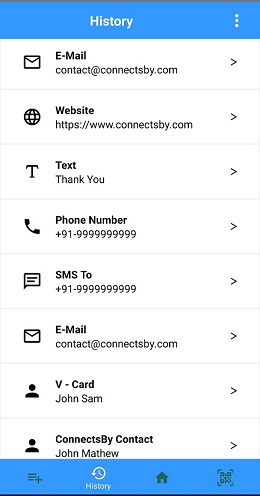 History
E-Mail
contact@connectsby.com
>
Website
https://www.connectsby.com
>
Text
Thank You
>
Phone Number
+91-9999999999
>
SMS To
+91-9999999999
>
E-Mail
contact@connectsby.com
>
V - Card
John Sam
>
ConnectsBy Contact
John Mathew
>
History